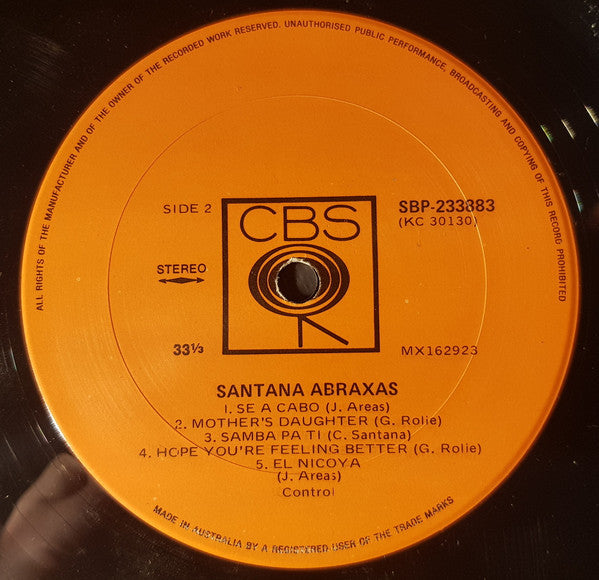 ALL RIGHTS OF THE MANUFACTURER AND OF THE OWNER OF THE RECORDED WORK RESERVED. UNAUTHORISED PUBLIC PERFORMANCE, BROADCASTING AND COPYING OF THIS RECORD PROHIBITED
SIDE 2
CBS
SBP-233883
(KC 30130)
STEREO
33⅓
MX162923
SANTANA ABRAXAS
1. SE A CABO (J. Areas)
2. MOTHER'S DAUGHTER (G. Rolie)
3. SAMBA PA TI (C. Santana)
4. HOPE YOU'RE FEELING BETTER (G. Rolie)
5. EL NICOYA
(J. Areas)
Control
MADE IN AUSTRALIA BY A REGISTERED USER OF THE TRADE MARKS